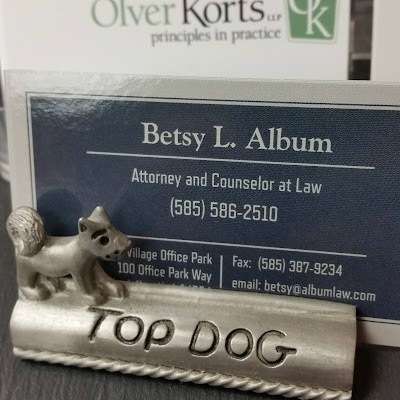 Olver Korts LLP
principles in practice
OK
Betsy L. Album
Attorney and Counselor at Law
(585) 586-2510
Village Office Park
100 Office Park Way
Fax: (585) 387-9234
email: betsy@albumlaw.com
TOP DOG